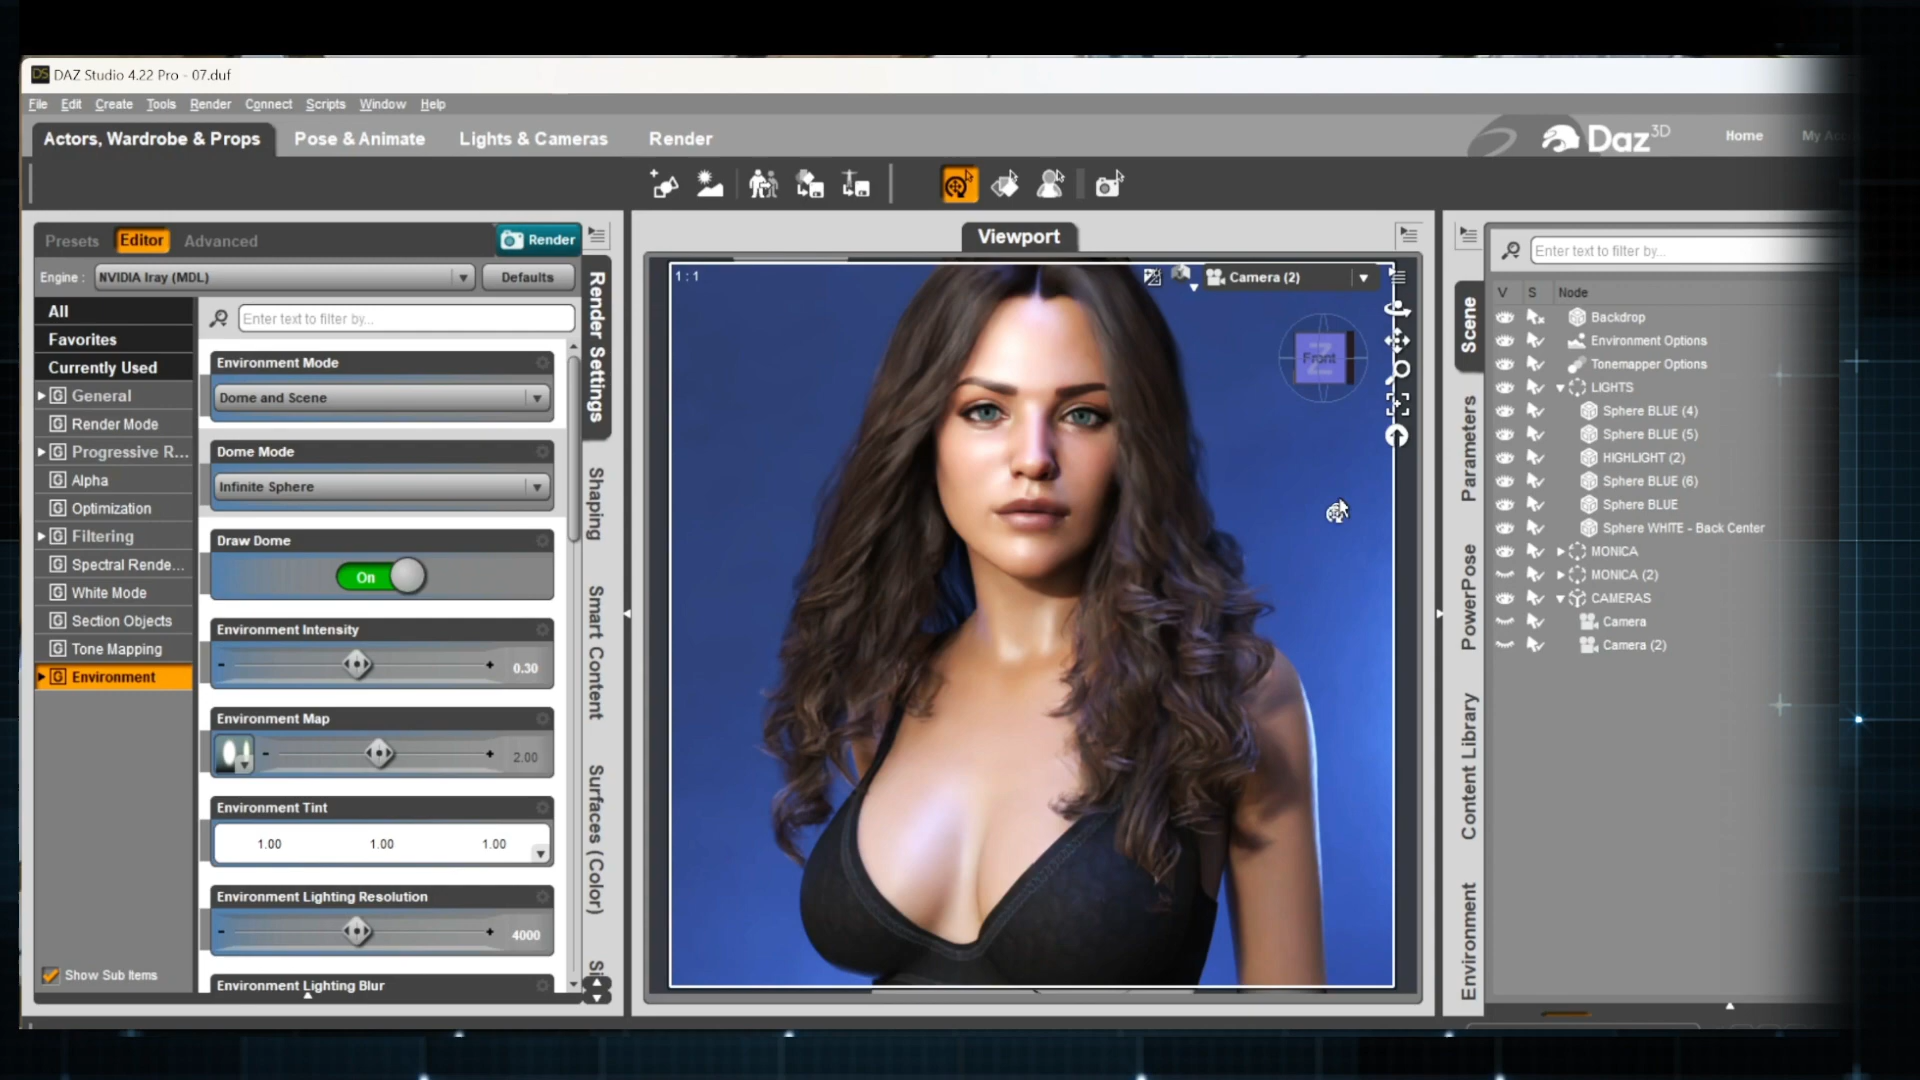 DS DAZ Studio 4.22 Pro - 07.duf
File Edit Create Tools Render Connect Scripts Window Help
Actors, Wardrobe & Props Pose & Animate Lights & Cameras Render
Daz 3D Home My
Presets Editor Advanced Render
Engine : NVIDIA Iray (MDL) Defaults
All
Favorites
Currently Used
G General
G Render Mode
G Progressive R...
G Alpha
G Optimization
G Filtering
G Spectral Rende...
G White Mode
G Section Objects
G Tone Mapping
G Environment
Show Sub Items
Enter text to filter by...
Environment Mode
Dome and Scene
Dome Mode
Infinite Sphere
Draw Dome
On
Environment Intensity
- + 0.30
Environment Map
- + 2.00
Environment Tint
1.00 1.00 1.00
Environment Lighting Resolution
- + 4000
Environment Lighting Blur
Render Settings
Shaping
Smart Content
Surfaces (Color)
Viewport
1 : 1
Camera (2)
Front
Z
Scene
Parameters
PowerPose
Content Library
Environment
Enter text to filter by...
V S Node
Backdrop
Environment Options
Tonemapper Options
LIGHTS
Sphere BLUE (4)
Sphere BLUE (5)
HIGHLIGHT (2)
Sphere BLUE (6)
Sphere BLUE
Sphere WHITE - Back Center
MONICA
MONICA (2)
CAMERAS
Camera
Camera (2)